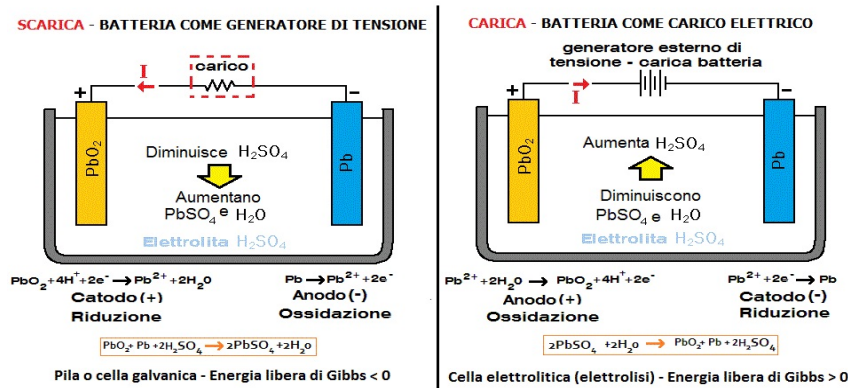 SCARICA - BATTERIA COME GENERATORE DI TENSIONE
carico
I
+
−
PbO₂
Pb
Diminuisce H₂SO₄
Aumentano
PbSO₄ e H₂O
Elettrolita H₂SO₄
PbO₂+4H⁺+2e⁻→Pb²⁺+2H₂O
Catodo (+)
Riduzione
Pb→Pb²⁺+2e⁻
Anodo (-)
Ossidazione
PbO₂+ Pb +2H₂SO₄ → 2PbSO₄+2H₂O
Pila o cella galvanica - Energia libera di Gibbs < 0
CARICA - BATTERIA COME CARICO ELETTRICO
generatore esterno di
tensione - carica batteria
I
+
−
PbO₂
Pb
Aumenta H₂SO₄
Diminuiscono
PbSO₄ e H₂O
Elettrolita H₂SO₄
Pb²⁺+2H₂O → PbO₂+4H⁺+2e⁻
Anodo (+)
Ossidazione
Pb²⁺+2e⁻→ Pb
Catodo (-)
Riduzione
2PbSO₄ +2H₂O → PbO₂+ Pb +2H₂SO₄
Cella elettrolitica (elettrolisi) - Energia libera di Gibbs > 0